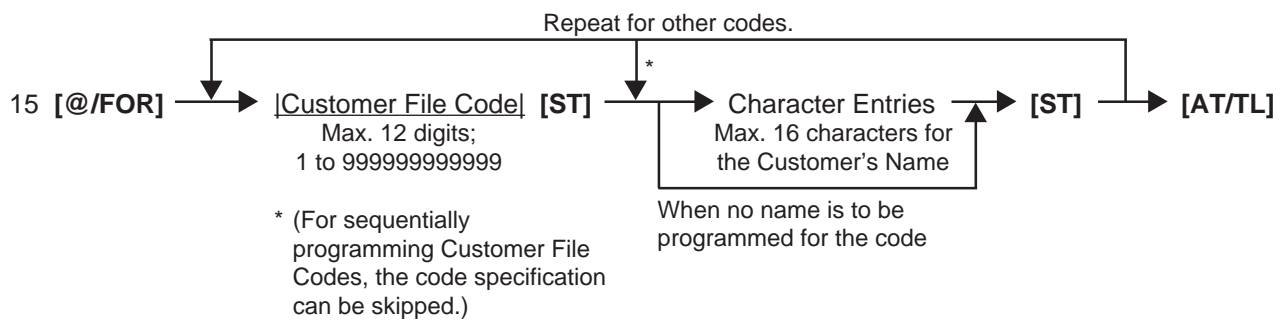 Repeat for other codes.
*
15 [@/FOR] |Customer File Code| [ST] Character Entries [ST] [AT/TL]
Max. 12 digits;
1 to 999999999999
Max. 16 characters for
the Customer's Name
When no name is to be
programmed for the code
* (For sequentially
programming Customer File
Codes, the code specification
can be skipped.)